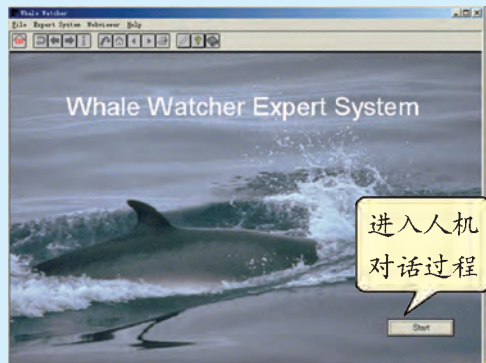 Whale Watcher
File Expert System Webviewer Help
Whale Watcher Expert System
进入人机
对话过程
Start